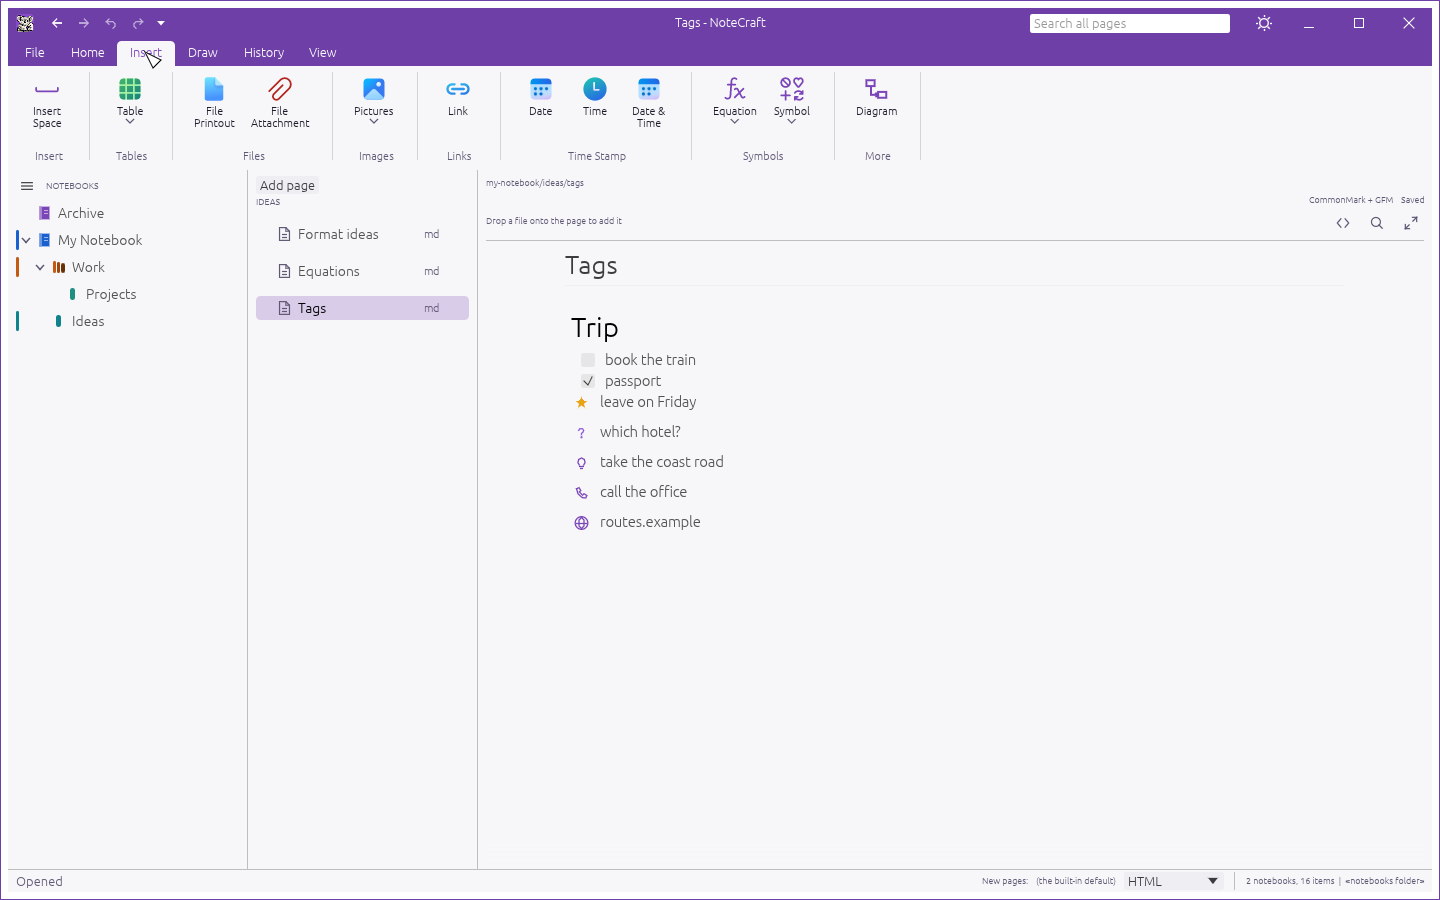 Tags - NoteCraft
Search all pages
File Home Insert Draw History View
Insert Space
Table
File Printout
File Attachment
Pictures
Link
Date
Time
Date & Time
Equation
Symbol
Diagram
Insert Tables Files Images Links Time Stamp Symbols More
NOTEBOOKS
Archive
My Notebook
Work
Projects
Ideas
Add page
IDEAS
Format ideas md
Equations md
Tags md
my-notebook/ideas/tags
CommonMark + GFM Saved
Drop a file onto the page to add it
Tags
Trip
book the train
passport
leave on Friday
which hotel?
take the coast road
call the office
routes.example
Opened
New pages: (the built-in default) HTML
2 notebooks, 16 items | «notebooks folder»